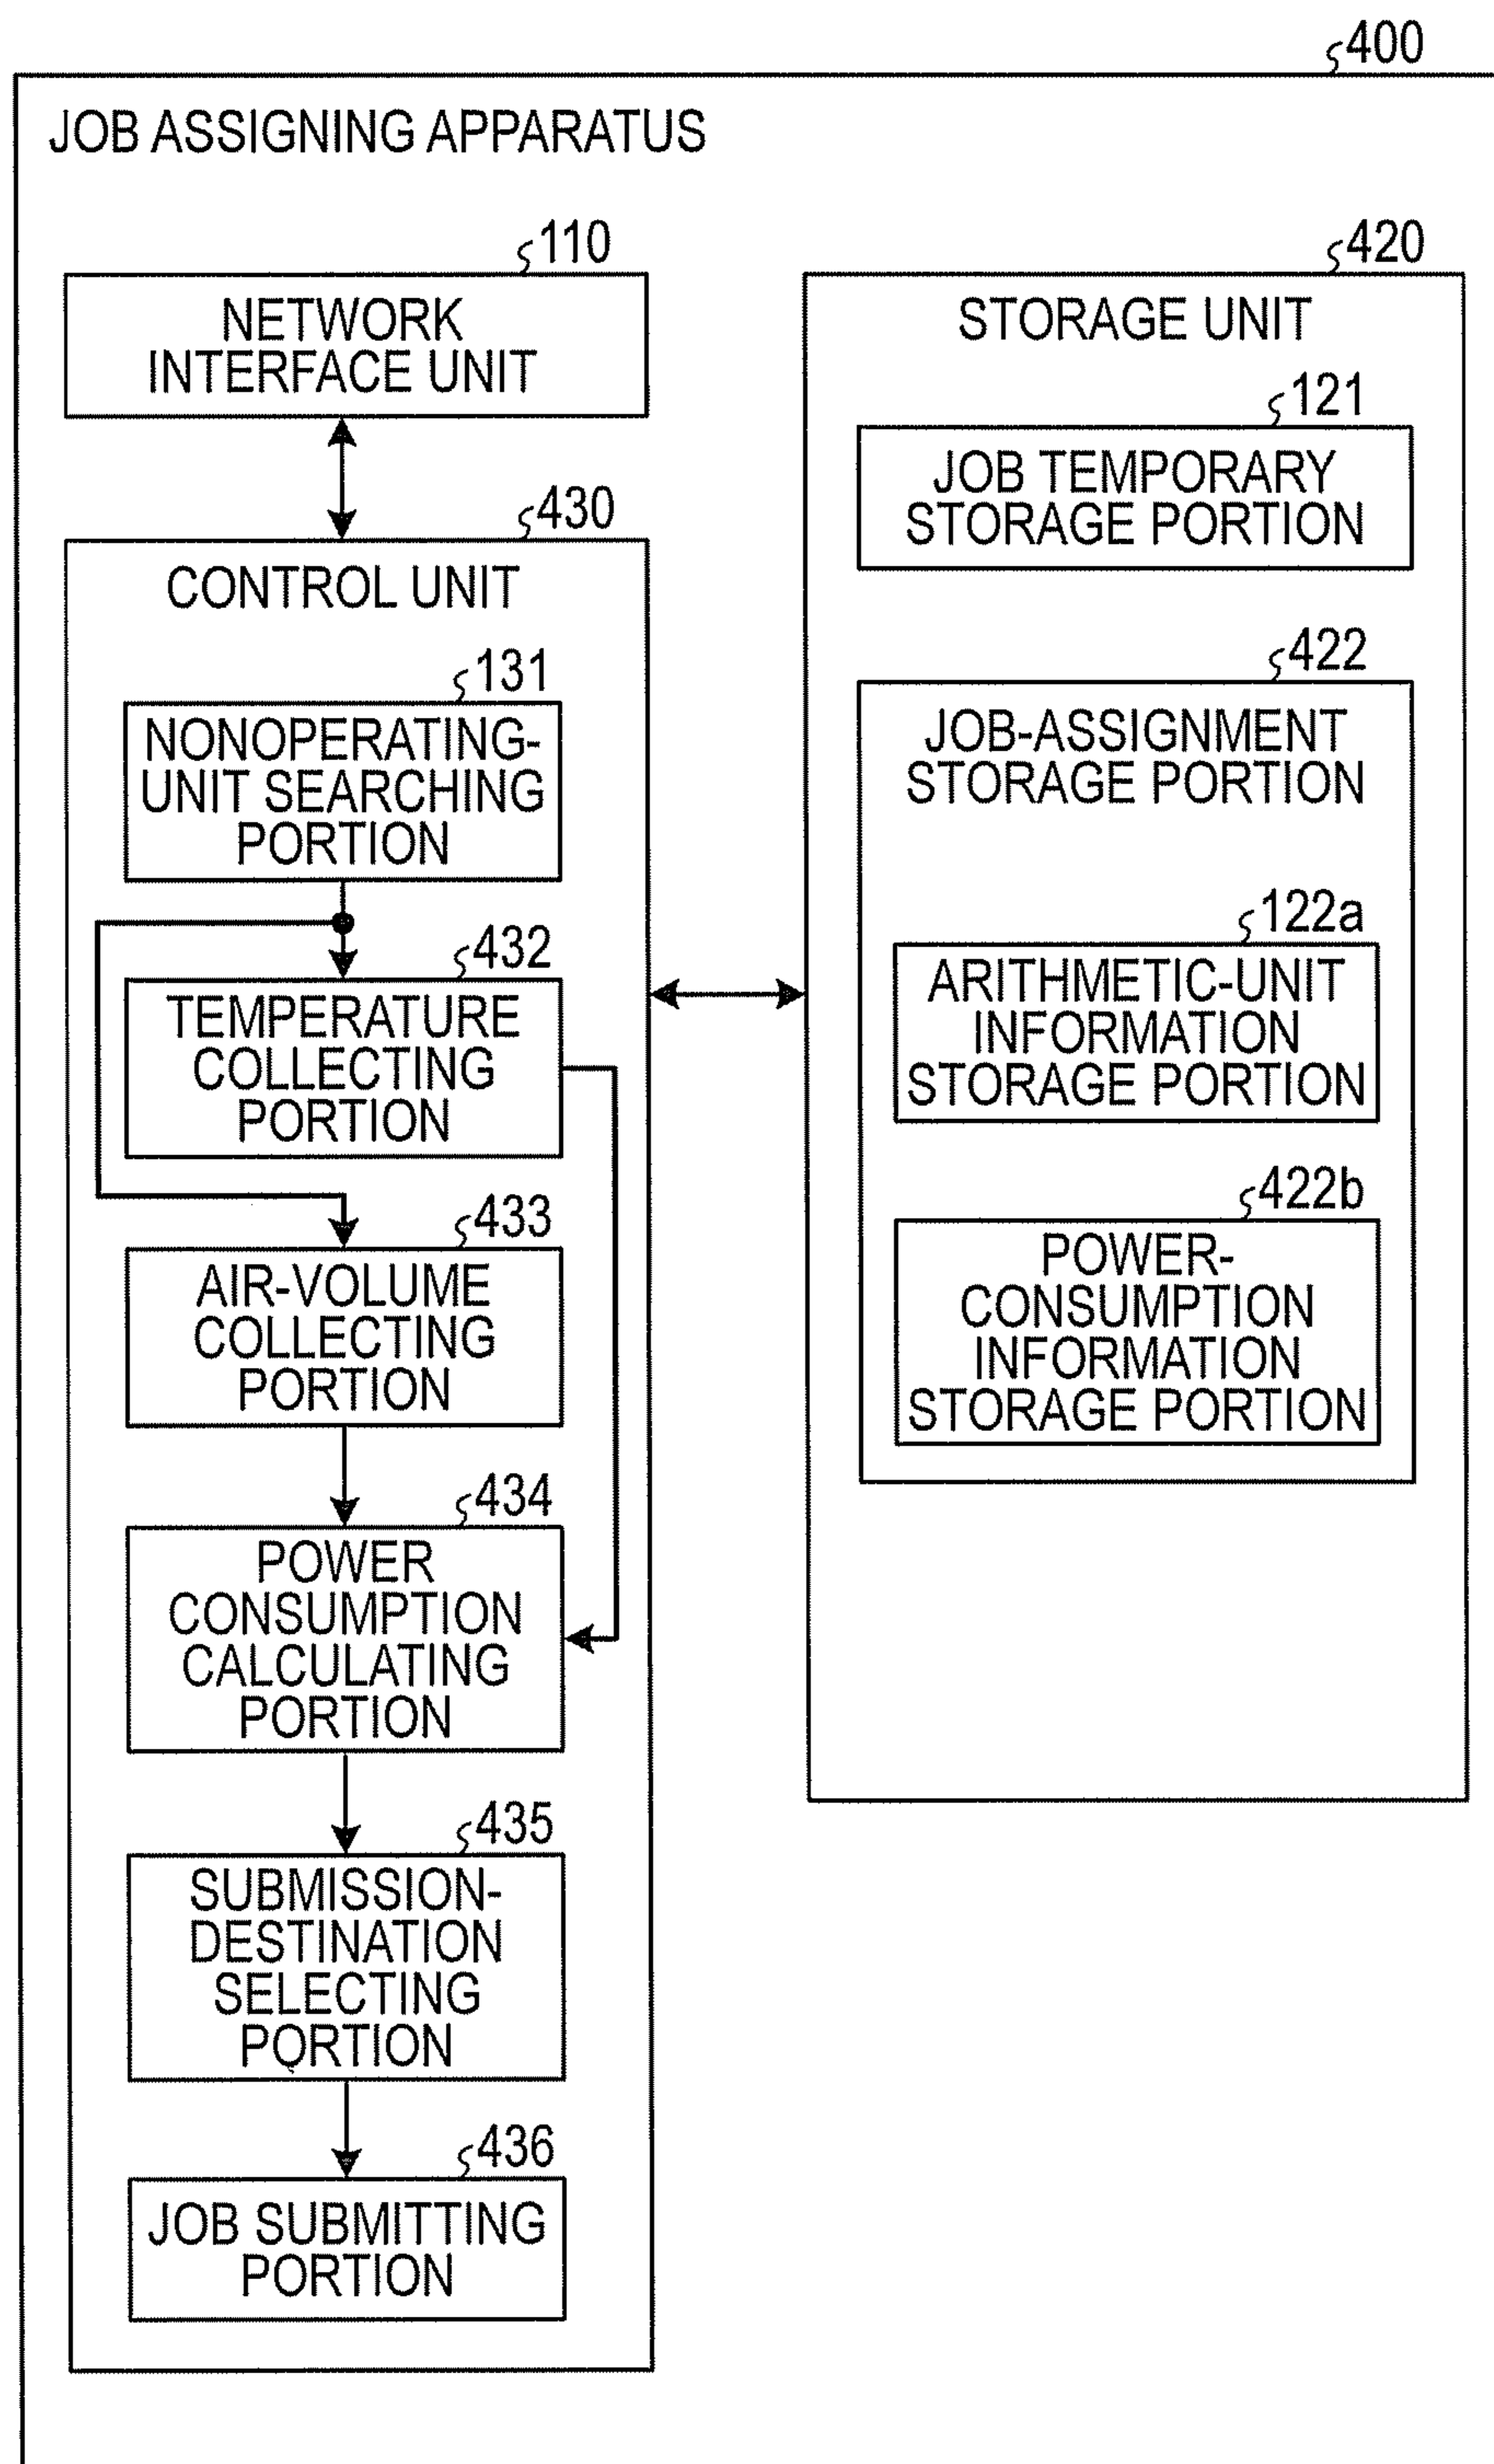 400
JOB ASSIGNING APPARATUS
110
NETWORK
INTERFACE UNIT
430
CONTROL UNIT
131
NONOPERATING-
UNIT SEARCHING
PORTION
432
TEMPERATURE
COLLECTING
PORTION
433
AIR-VOLUME
COLLECTING
PORTION
434
POWER
CONSUMPTION
CALCULATING
PORTION
435
SUBMISSION-
DESTINATION
SELECTING
PORTION
436
JOB SUBMITTING
PORTION
420
STORAGE UNIT
121
JOB TEMPORARY
STORAGE PORTION
422
JOB-ASSIGNMENT
STORAGE PORTION
122a
ARITHMETIC-UNIT
INFORMATION
STORAGE PORTION
422b
POWER-
CONSUMPTION
INFORMATION
STORAGE PORTION